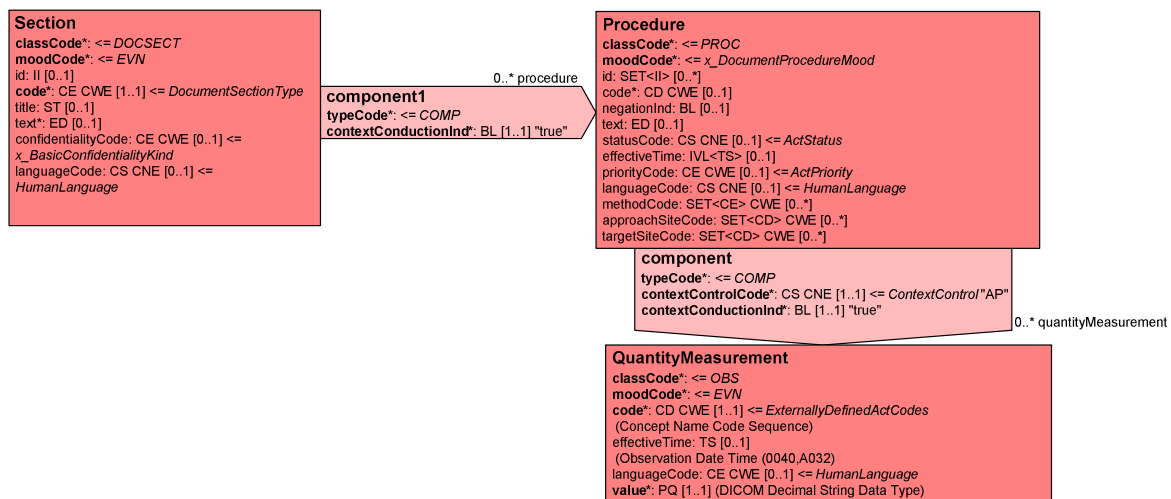 Section
classCode*: <= DOCSECT
moodCode*: <= EVN
id: II [0..1]
code*: CE CWE [1..1] <= DocumentSectionType
title: ST [0..1]
text*: ED [0..1]
confidentialityCode: CE CWE [0..1] <=
x_BasicConfidentialityKind
languageCode: CS CNE [0..1] <=
HumanLanguage
0..* procedure
component1
typeCode*: <= COMP
contextConductionInd*: BL [1..1] "true"
Procedure
classCode*: <= PROC
moodCode*: <= x_DocumentProcedureMood
id: SET<II> [0..*]
code*: CD CWE [0..1]
negationInd: BL [0..1]
text: ED [0..1]
statusCode: CS CNE [0..1] <= ActStatus
effectiveTime: IVL<TS> [0..1]
priorityCode: CE CWE [0..1] <= ActPriority
languageCode: CS CNE [0..1] <= HumanLanguage
methodCode: SET<CE> CWE [0..*]
approachSiteCode: SET<CD> CWE [0..*]
targetSiteCode: SET<CD> CWE [0..*]
component
typeCode*: <= COMP
contextControlCode*: CS CNE [1..1] <= ContextControl "AP"
contextConductionInd*: BL [1..1] "true"
0..* quantityMeasurement
QuantityMeasurement
classCode*: <= OBS
moodCode*: <= EVN
code*: CD CWE [1..1] <= ExternallyDefinedActCodes
(Concept Name Code Sequence)
effectiveTime: TS [0..1]
(Observation Date Time (0040,A032)
languageCode: CE CWE [0..1] <= HumanLanguage
value*: PQ [1..1] (DICOM Decimal String Data Type)